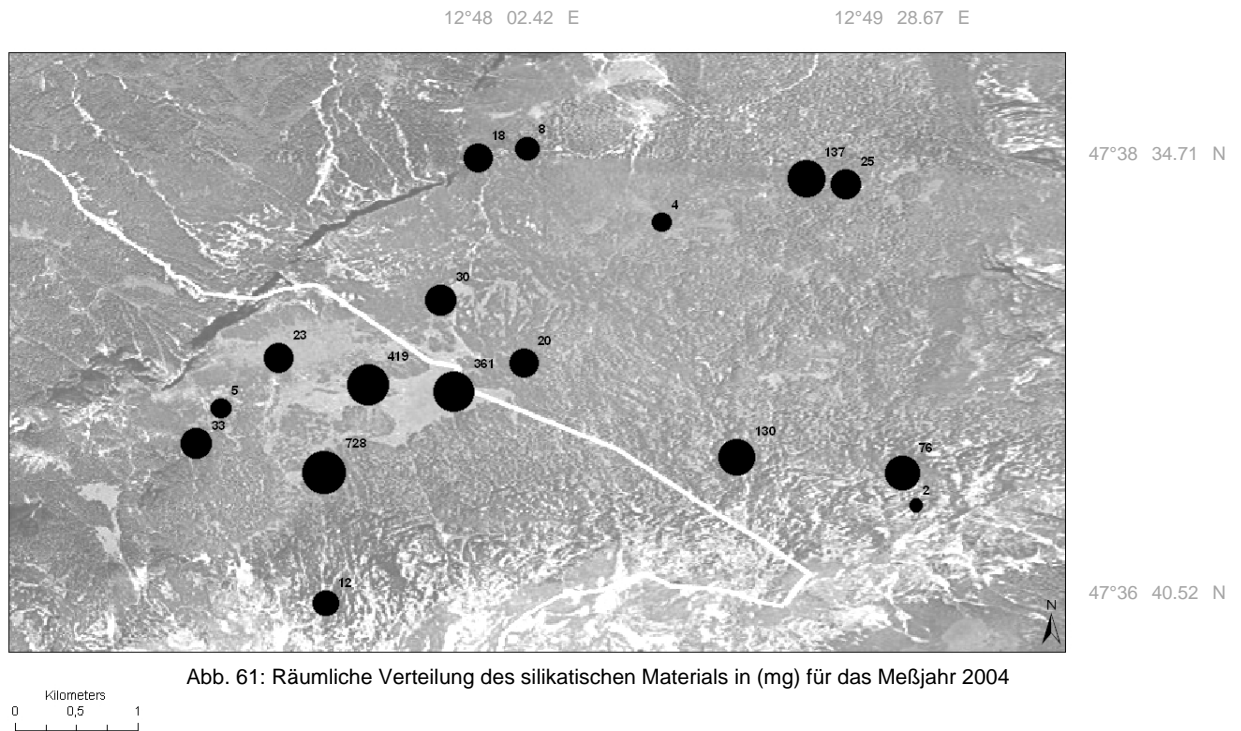 12°48 02.42 E 12°49 28.67 E
8
18
137
47°38 34.71 N
25
4
30
23
20
419
361
5
33
130
728
76
2
12
47°36 40.52 N
N
Abb. 61: Räumliche Verteilung des silikatischen Materials in (mg) für das Meßjahr 2004
Kilometers
0 0,5 1